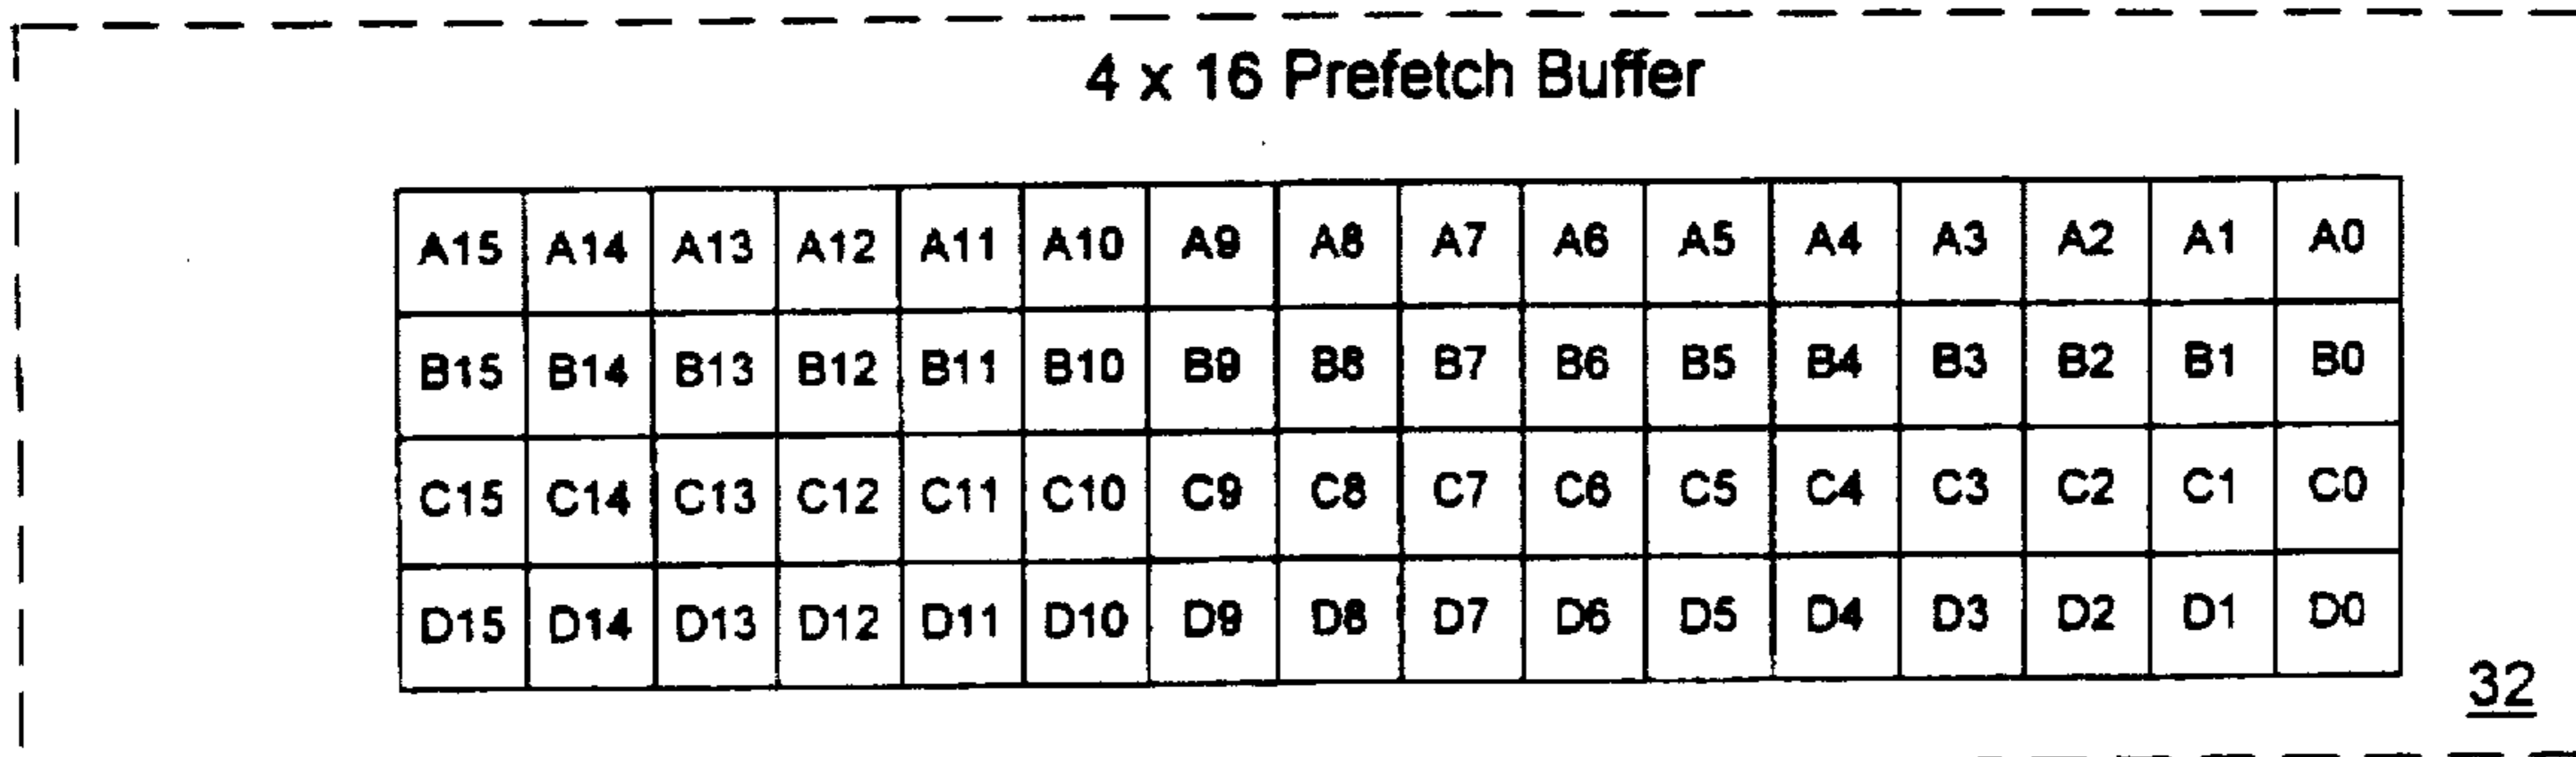 4 x 16 Prefetch Buffer
A15 A14 A13 A12 A11 A10 A9 A8 A7 A6 A5 A4 A3 A2 A1 A0
B15 B14 B13 B12 B11 B10 B9 B8 B7 B6 B5 B4 B3 B2 B1 B0
C15 C14 C13 C12 C11 C10 C9 C8 C7 C6 C5 C4 C3 C2 C1 C0
D15 D14 D13 D12 D11 D10 D9 D8 D7 D6 D5 D4 D3 D2 D1 D0
32